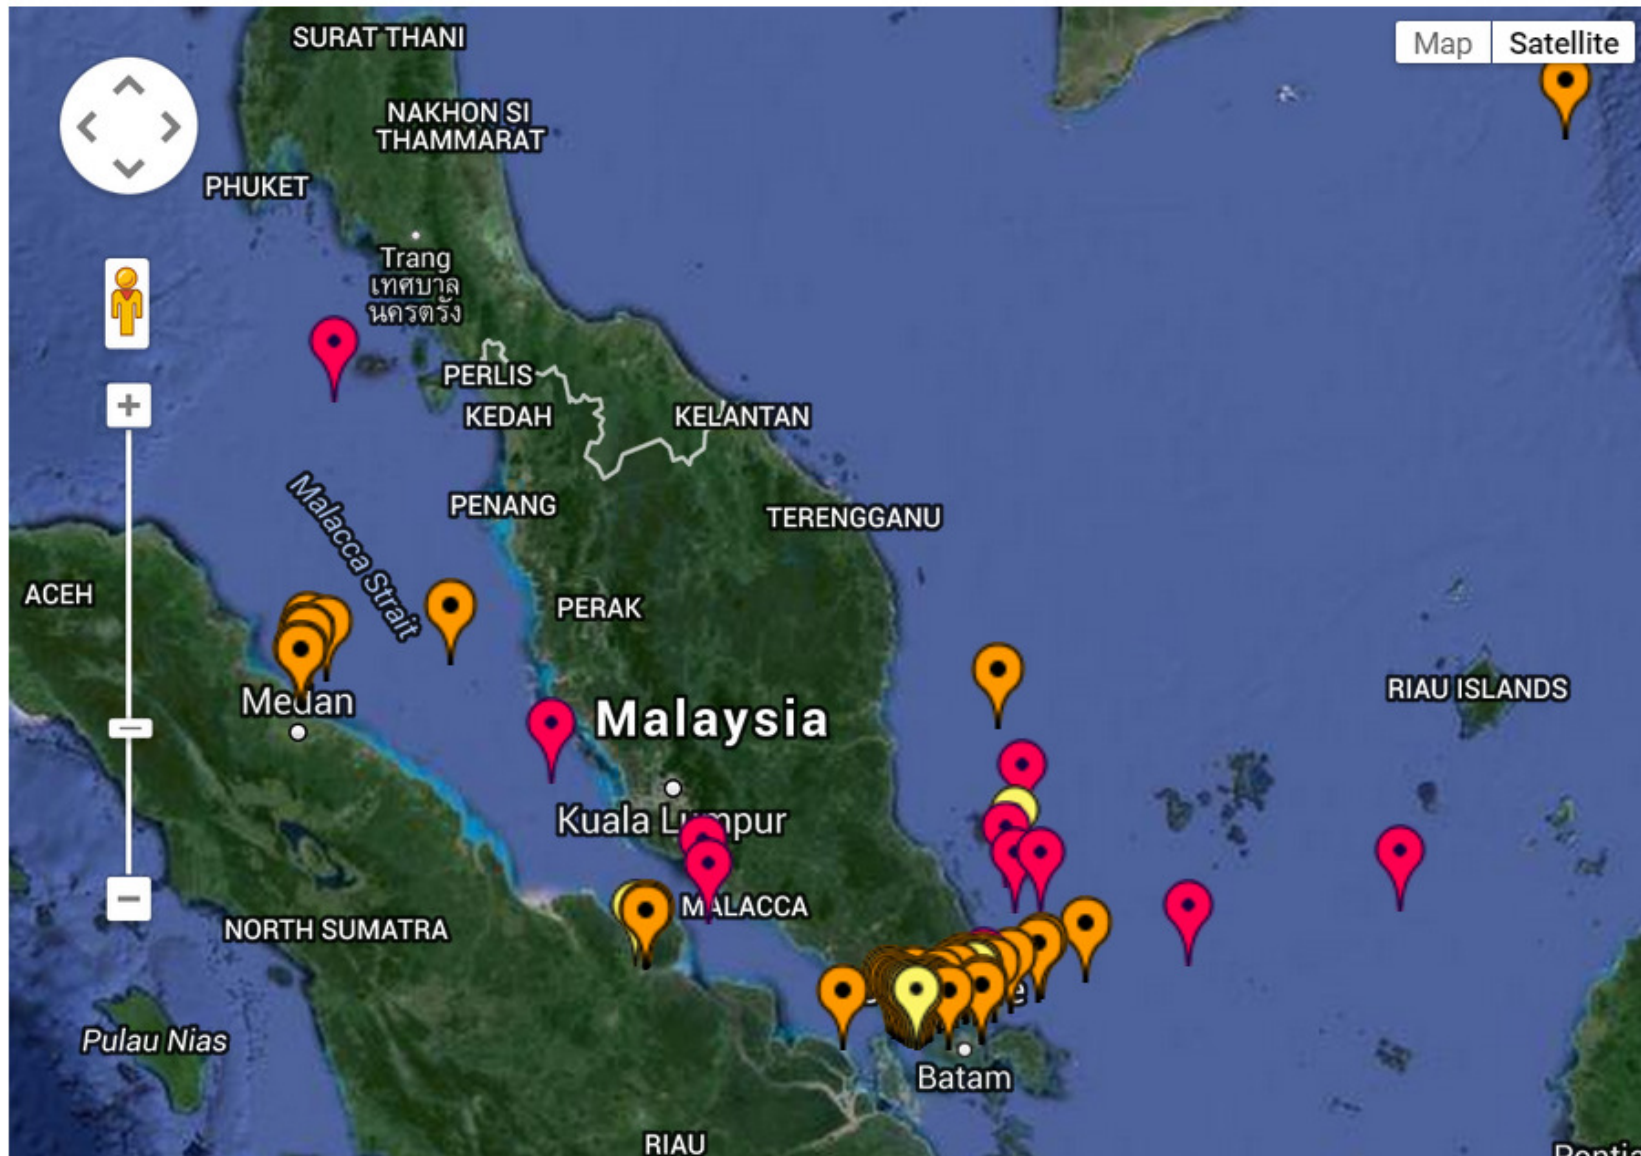 SURAT THANI
Map
Satellite
NAKHON SI
THAMMARAT
PHUKET
Trang
เทศบาล
นครตรัง
PERLIS
KEDAH
KELANTAN
PENANG
TERENGGANU
Malacca Strait
ACEH
PERAK
Medan
RIAU ISLANDS
Malaysia
Kuala Lumpur
MALACCA
NORTH SUMATRA
Pulau Nias
Batam
RIAU